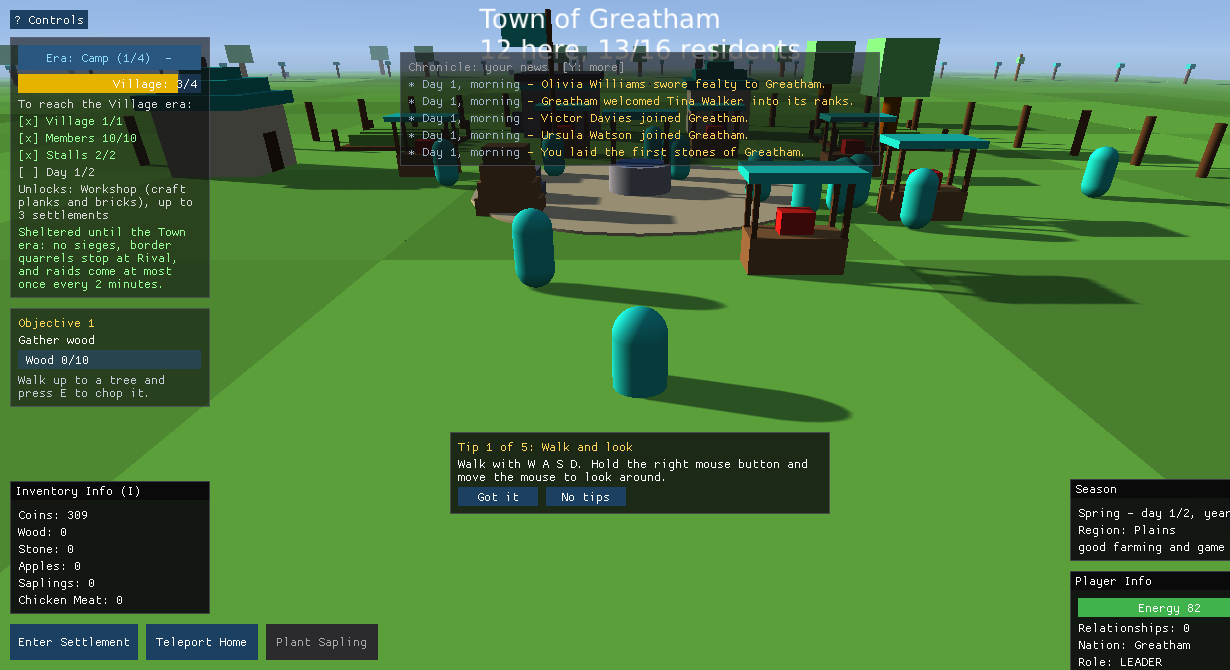 ? Controls
Town of Greatham
12 here, 13/16 residents
Era: Camp (1/4) -
Village: 3/4
To reach the Village era:
[x] Village 1/1
[x] Members 10/10
[x] Stalls 2/2
[ ] Day 1/2
Unlocks: Workshop (craft
planks and bricks), up to
3 settlements
Sheltered until the Town
era: no sieges, border
quarrels stop at Rival,
and raids come at most
once every 2 minutes.
Chronicle: your news [Y: more]
* Day 1, morning - Olivia Williams swore fealty to Greatham.
* Day 1, morning - Greatham welcomed Tina Walker into its ranks.
* Day 1, morning - Victor Davies joined Greatham.
* Day 1, morning - Ursula Watson joined Greatham.
* Day 1, morning - You laid the first stones of Greatham.
Objective 1
Gather wood
Wood 0/10
Walk up to a tree and
press E to chop it.
Tip 1 of 5: Walk and look
Walk with W A S D. Hold the right mouse button and
move the mouse to look around.
Got it
No tips
Inventory Info (I)
Coins: 309
Wood: 0
Stone: 0
Apples: 0
Saplings: 0
Chicken Meat: 0
Enter Settlement
Teleport Home
Plant Sapling
Season
Spring - day 1/2, year
Region: Plains
good farming and game
Player Info
Energy 82
Relationships: 0
Nation: Greatham
Role: LEADER